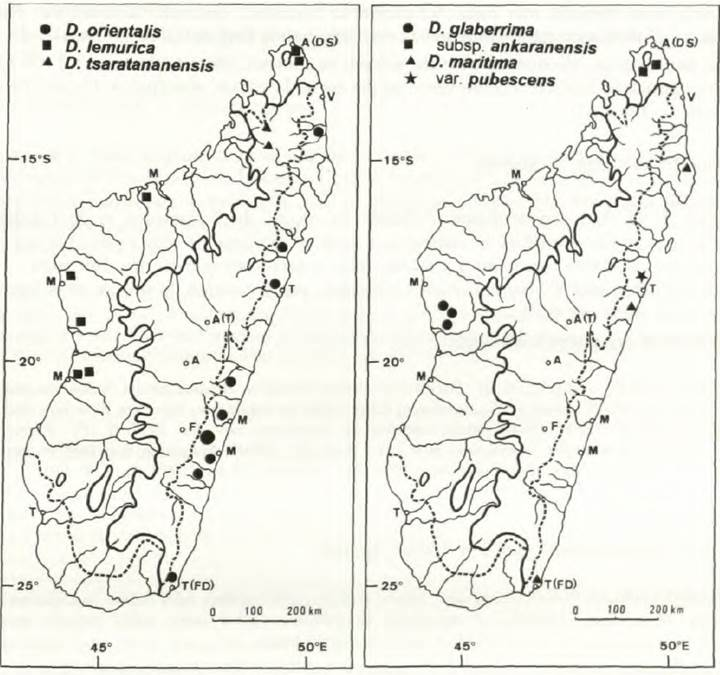 D. orientalis
D. lemurica
D. tsaratananensis
A(DS)
V
15°S
M
M
T
A(T)
20°
A
M
F
M
M
T
25°
T(FD)
0 100 200 km
45°
50°E
D. glaberrima
subsp. ankaranensis
D. maritima
var. pubescens
A(DS)
V
15°S
M
M
T
A(T)
20°
A
M
F
M
M
T
25°
T(FD)
0 100 200 km
45°
50°E